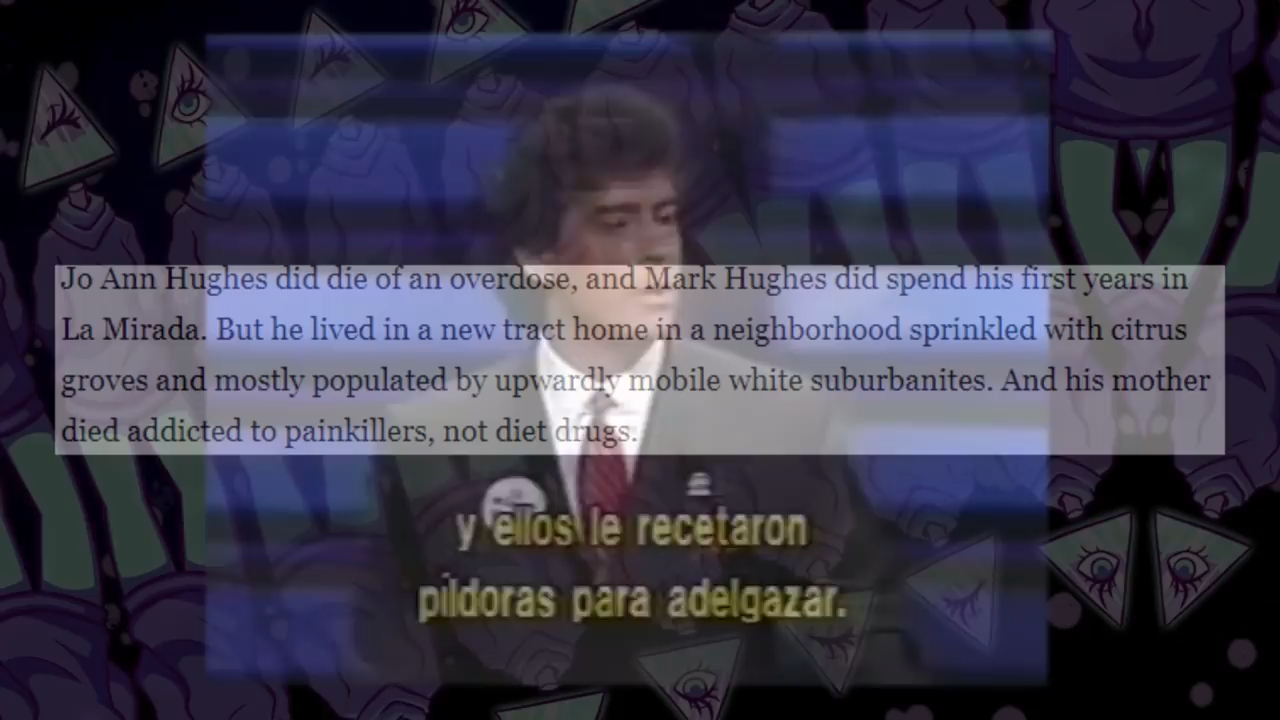 Jo Ann Hughes did die of an overdose, and Mark Hughes did spend his first years in
La Mirada. But he lived in a new tract home in a neighborhood sprinkled with citrus
groves and mostly populated by upwardly mobile white suburbanites. And his mother
died addicted to painkillers, not diet drugs.
y ellos le recetaron
pildoras para adelgazar.